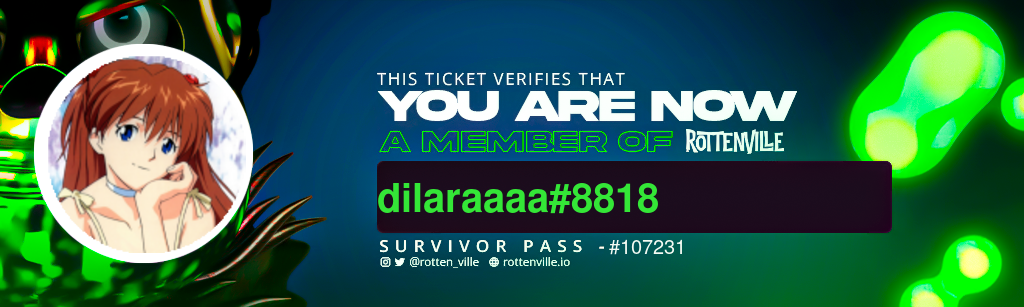 THIS TICKET VERIFIES THAT
YOU ARE NOW
A MEMBER OF ROTTENVILLE
dilaraaaa#8818
SURVIVOR PASS - #107231
@rotten_ville rottenville.io